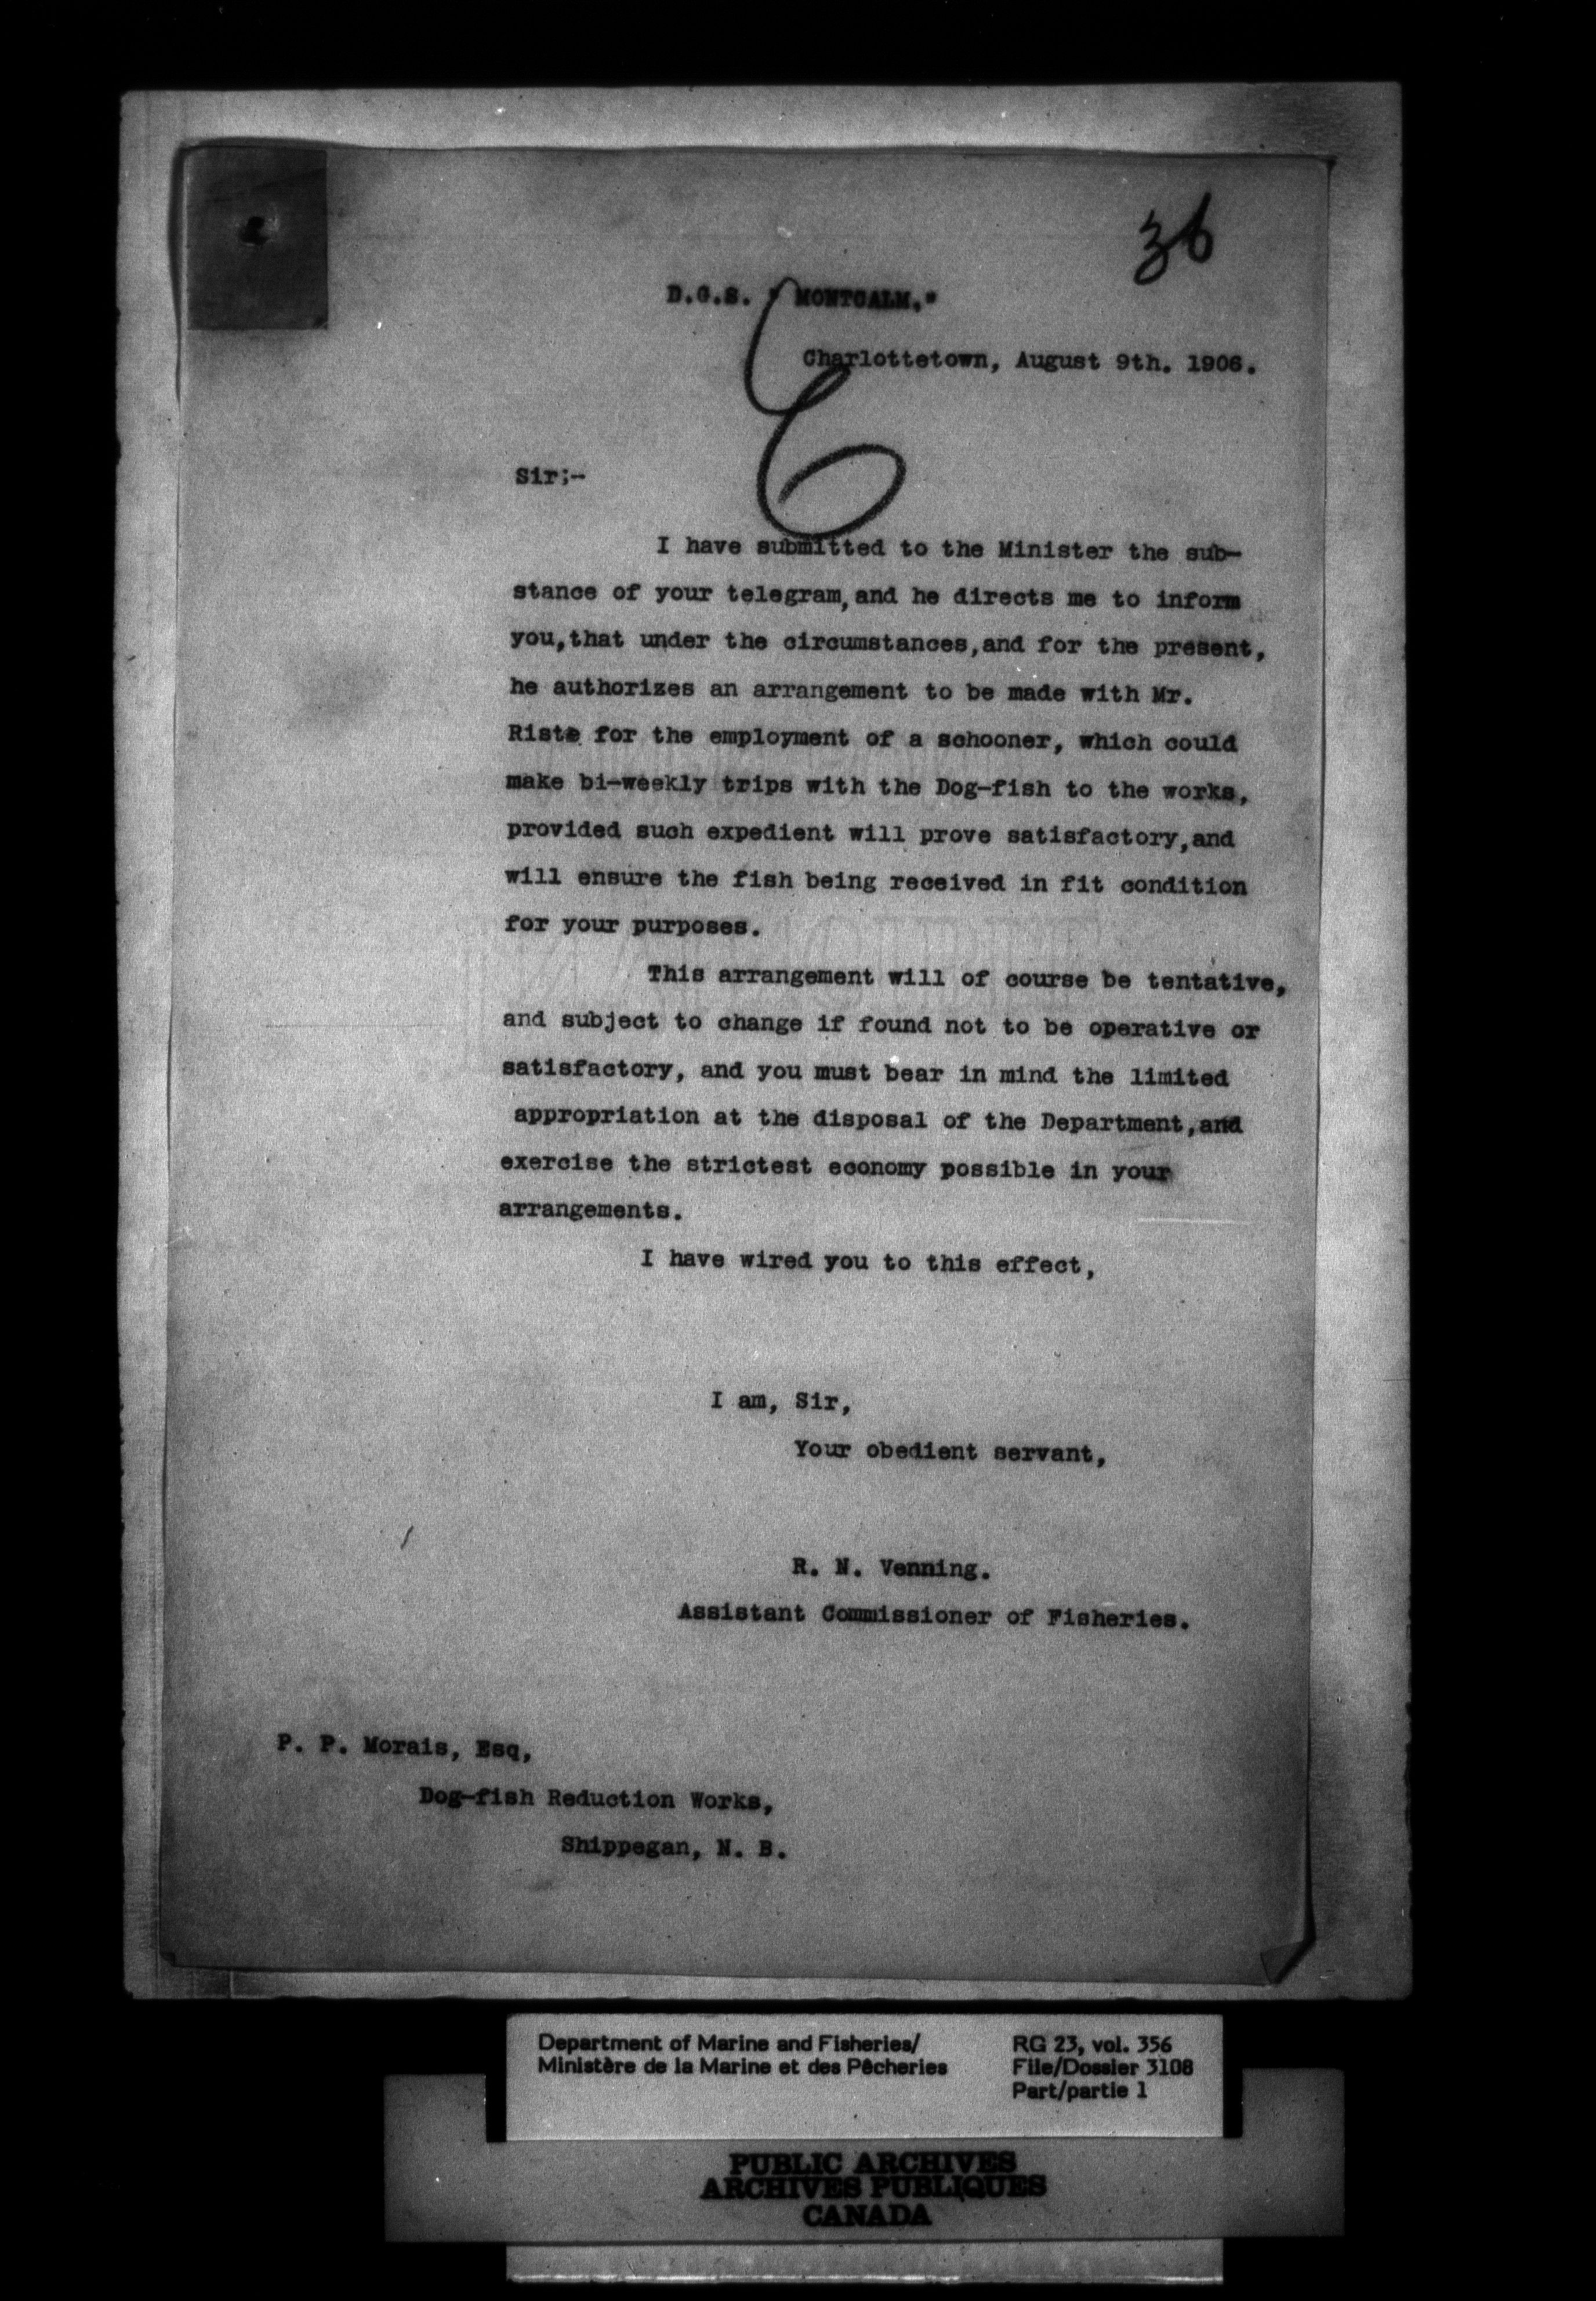 36
D.G.S. " MONTCALM."
Charlottetown, August 9th. 1906.
Sir;-
I have submitted to the Minister the sub-
stance of your telegram,and he directs me to inform
you,that under the circumstances,and for the present,
he authorizes an arrangement to be made with Mr.
for the employment of a schooner, which could
make bi-weekly trips with the Dog-fish to the works,
provided such expedient will prove satisfactory,and
will ensure the fish being received in fit condition
for your purposes.
This arrangement will of course be tentative,
and subject to change if found not to be operative or
satisfactory, and you must bear in mind the limited
appropriation at the disposal of the Department,and
exercise the strictest economy possible in your
arrangements.
I have wired you to this effect,
I am, Sir,
Your obedient servant,
R. N. Venning.
Assistant Commissioner of Fisheries.
P. P. Morais, Esq,
Dog-fish Reduction Works,
Shippegan, N. B.
Department of Marine and Fisheries/
Ministère de la Marine et des Pêcheries
RG 23, vol. 356
File/Dossier 3108
Part/partie 1
PUBLIC ARCHIVES
ARCHIVES PUBLIQUES
CANADA